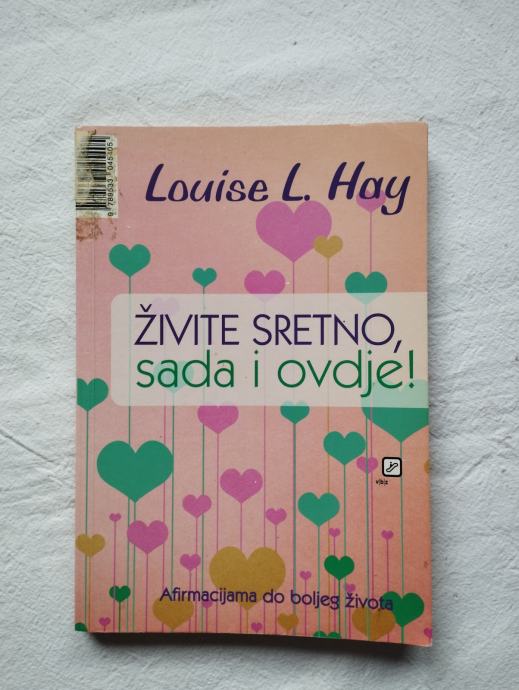 Louise L. Hay
ŽIVITE SRETNO,
sada i ovdje!
v|b|z
Afirmacijama do boljeg života